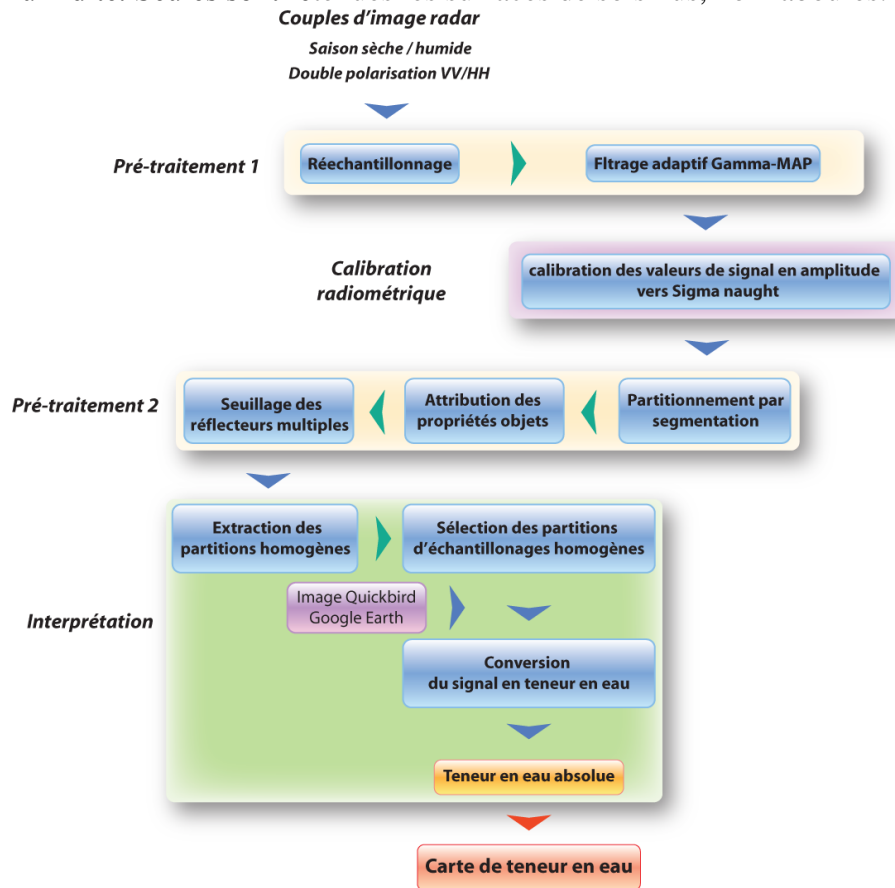 Couples d'image radar
Saison sèche / humide
Double polarisation VV/HH
Pré-traitement 1
Réechantillonnage
Fltrage adaptif Gamma-MAP
Calibration
radiométrique
calibration des valeurs de signal en amplitude
vers Sigma naught
Pré-traitement 2
Seuillage des
réflecteurs multiples
Attribution des
propriétés objets
Partitionnement par
segmentation
Interprétation
Extraction des
partitions homogènes
Sélection des partitions
d'échantillonages homogènes
Image Quickbird
Google Earth
Conversion
du signal en teneur en eau
Teneur en eau absolue
Carte de teneur en eau